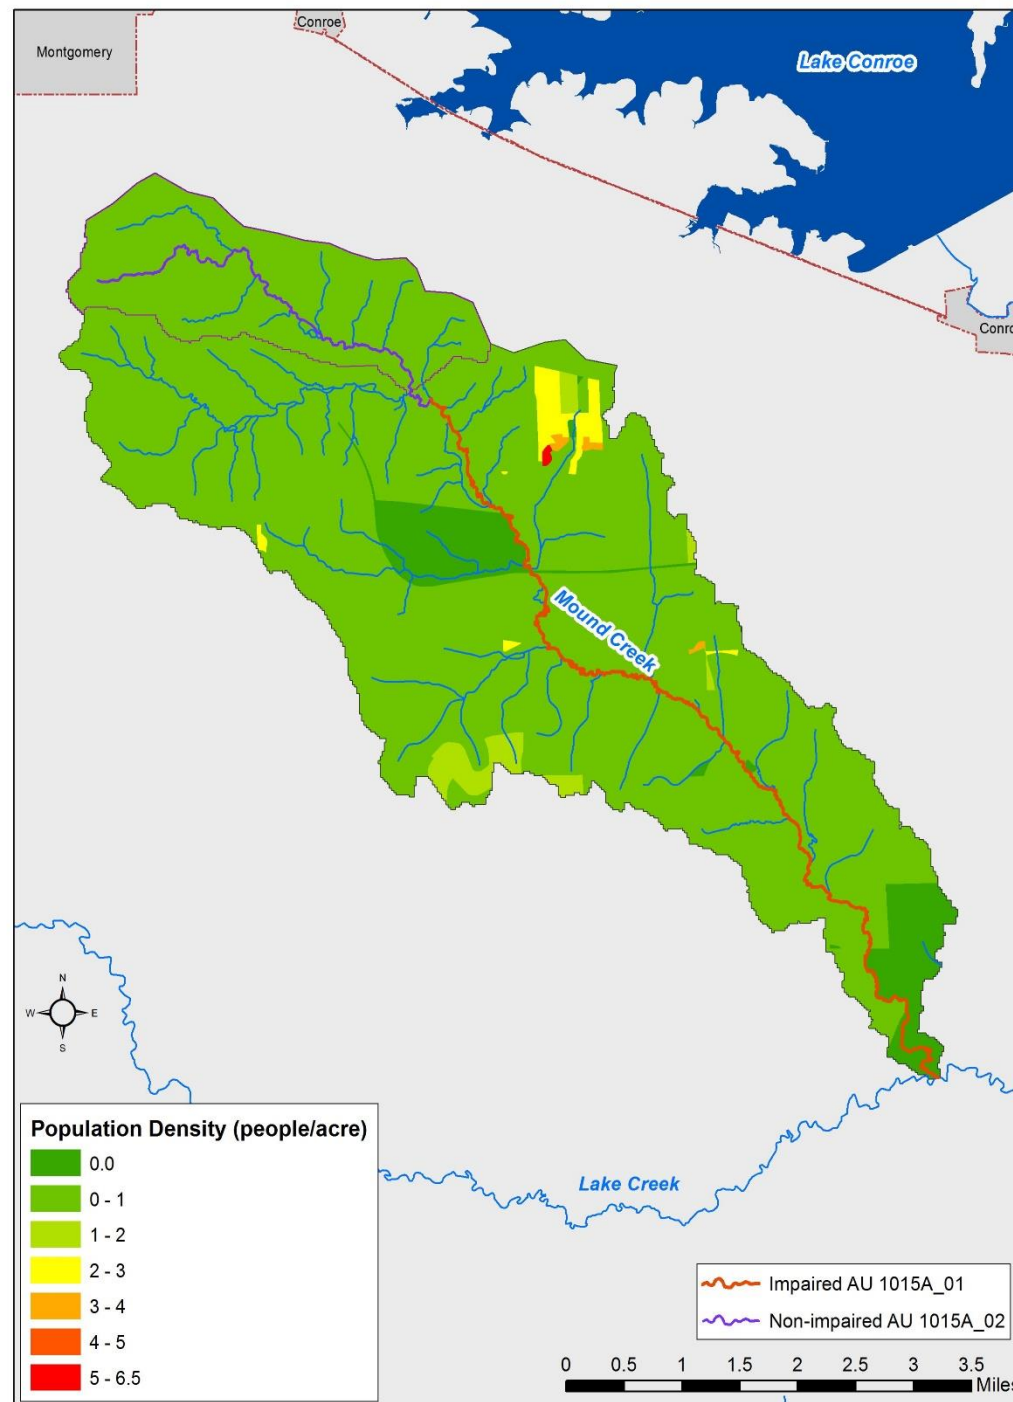 Conroe
Montgomery
Lake Conroe
Conro
Mound Creek
N
W E
S
Population Density (people/acre)
0.0
0 - 1
1 - 2
2 - 3
3 - 4
4 - 5
5 - 6.5
Lake Creek
Impaired AU 1015A_01
Non-impaired AU 1015A_02
0 0.5 1 1.5 2 2.5 3 3.5
Miles